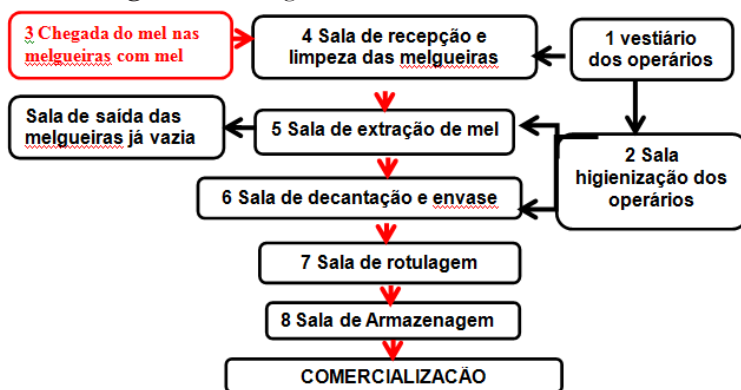 3 Chegada do mel nas
melgueiras com mel
4 Sala de recepção e
limpeza das melgueiras
1 vestiário
dos operários
Sala de saída das
melgueiras já vazia
5 Sala de extração de mel
2 Sala
higienização dos
operários
6 Sala de decantação e envase
7 Sala de rotulagem
8 Sala de Armazenagem
COMERCIALIZAÇÃO